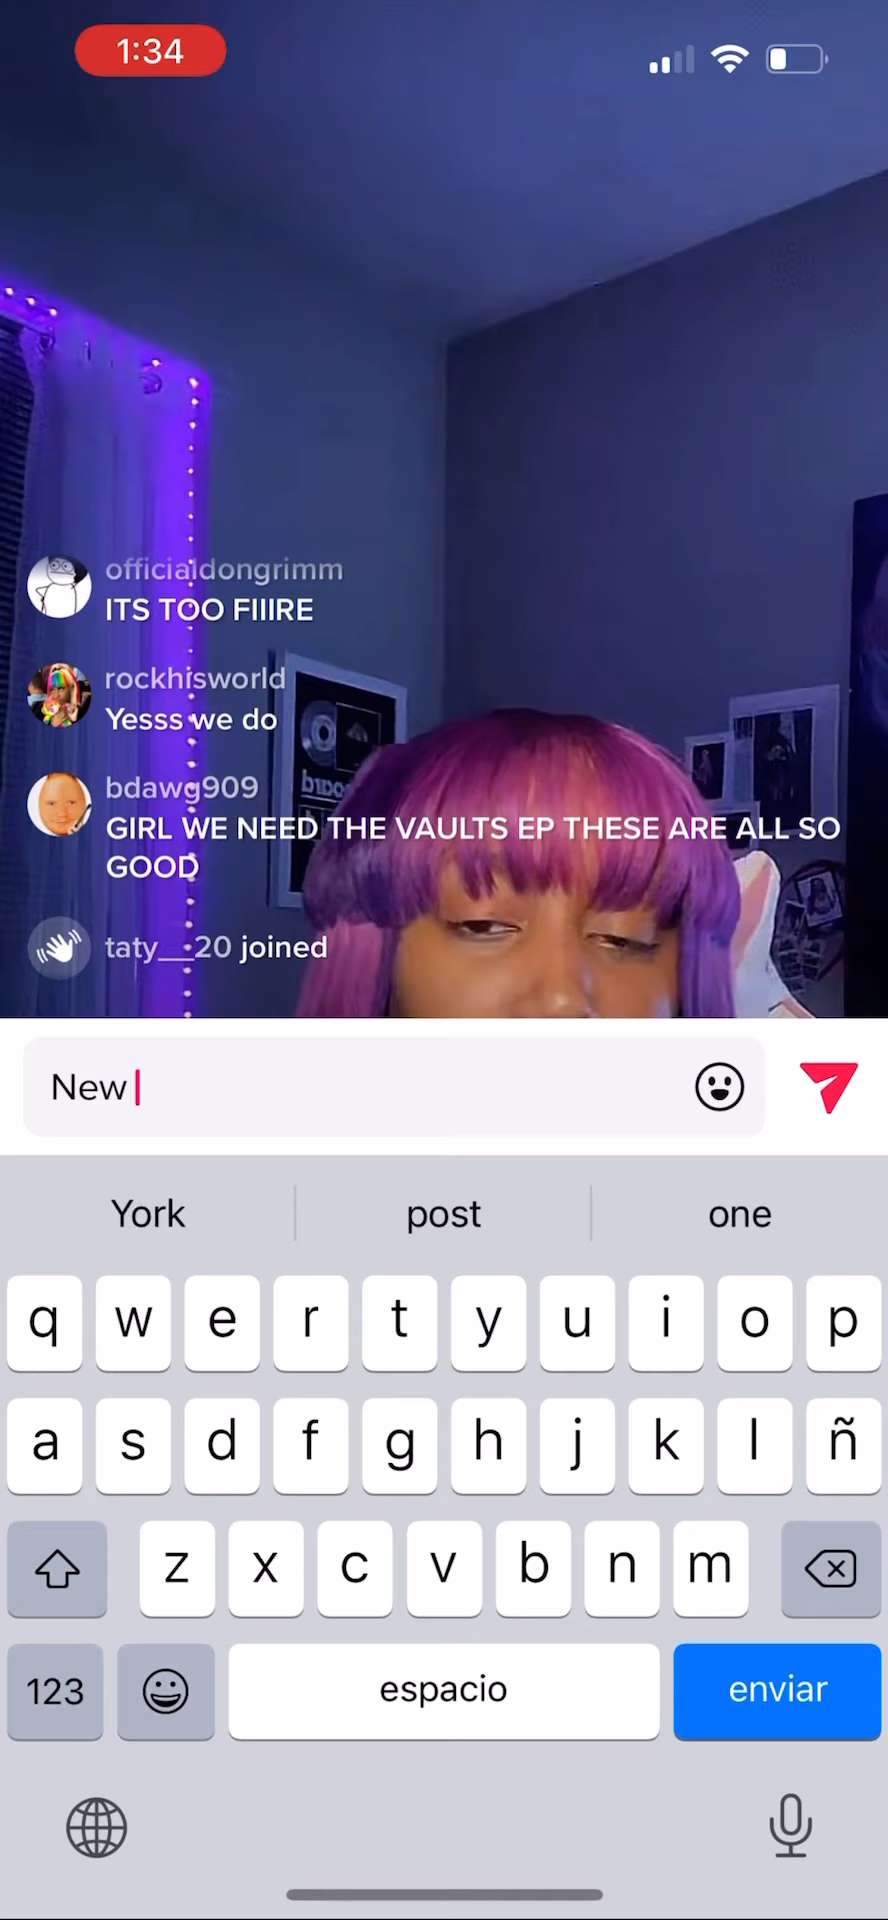 1:34
officialdongrimm
ITS TOO FIIIRE
rockhisworld
Yesss we do
bdawg909
GIRL WE NEED THE VAULTS EP THESE ARE ALL SO
GOOD
taty__20 joined
New
York post one
q w e r t y u i o p
a s d f g h j k l ñ
z x c v b n m
123 espacio enviar